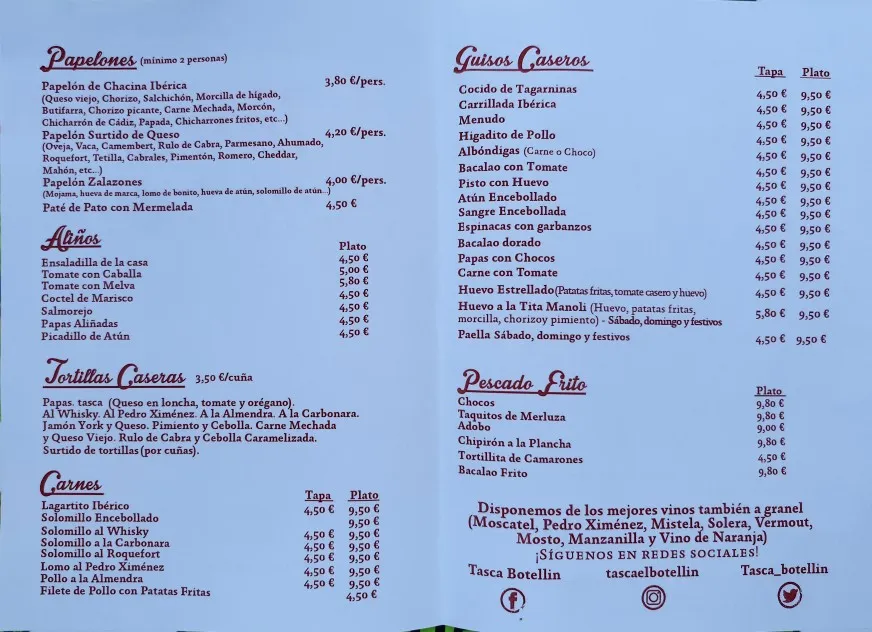 Papelones (mínimo 2 personas)
Papelón de Chacina Ibérica 3,80 €/pers.
(Queso viejo, Chorizo, Salchichón, Morcilla de hígado,
Butifarra, Chorizo picante, Carne Mechada, Morcón,
Chicharrón de Cádiz, Papada, Chicharrones fritos, etc...)
Papelón Surtido de Queso 4,20 €/pers.
(Oveja, Vaca, Camembert, Rulo de Cabra, Parmesano, Ahumado,
Roquefort, Tetilla, Cabrales, Pimentón, Romero, Cheddar,
Mahón, etc...)
Papelón Zalazones 4,00 €/pers.
(Mojama, hueva de marca, lomo de bonito, hueva de atún, solomillo de atún...)
Paté de Pato con Mermelada 4,50 €
Aliños
Plato
Ensaladilla de la casa 4,50 €
Tomate con Caballa 5,00 €
Tomate con Melva 5,80 €
Coctel de Marisco 4,50 €
Salmorejo 4,50 €
Papas Aliñadas 4,50 €
Picadillo de Atún 4,50 €
Tortillas Caseras 3,50 €/cuña
Papas. tasca (Queso en loncha, tomate y orégano).
Al Whisky. Al Pedro Ximénez. A la Almendra. A la Carbonara.
Jamón York y Queso. Pimiento y Cebolla. Carne Mechada
y Queso Viejo. Rulo de Cabra y Cebolla Caramelizada.
Surtido de tortillas (por cuñas).
Carnes
Tapa Plato
Lagartito Ibérico 4,50 € 9,50 €
Solomillo Encebollado 9,50 €
Solomillo al Whisky 4,50 € 9,50 €
Solomillo a la Carbonara 4,50 € 9,50 €
Solomillo al Roquefort 4,50 € 9,50 €
Lomo al Pedro Ximénez 4,50 € 9,50 €
Pollo a la Almendra 4,50 € 9,50 €
Filete de Pollo con Patatas Fritas 4,50 €
Guisos Caseros
Tapa Plato
Cocido de Tagarninas 4,50 € 9,50 €
Carrillada Ibérica 4,50 € 9,50 €
Menudo 4,50 € 9,50 €
Higadito de Pollo 4,50 € 9,50 €
Albóndigas (Carne o Choco) 4,50 € 9,50 €
Bacalao con Tomate 4,50 € 9,50 €
Pisto con Huevo 4,50 € 9,50 €
Atún Encebollado 4,50 € 9,50 €
Sangre Encebollada 4,50 € 9,50 €
Espinacas con garbanzos 4,50 € 9,50 €
Bacalao dorado 4,50 € 9,50 €
Papas con Chocos 4,50 € 9,50 €
Carne con Tomate 4,50 € 9,50 €
Huevo Estrellado (Patatas fritas, tomate casero y huevo) 4,50 € 9,50 €
Huevo a la Tita Manoli (Huevo, patatas fritas,
morcilla, chorizoy pimiento) - Sábado, domingo y festivos 5,80 € 9,50 €
Paella Sábado, domingo y festivos 4,50 € 9,50 €
Pescado Frito
Plato
Chocos 9,80 €
Taquitos de Merluza 9,80 €
Adobo 9,00 €
Chipirón a la Plancha 9,80 €
Tortillita de Camarones 4,50 €
Bacalao Frito 9,80 €
Disponemos de los mejores vinos también a granel
(Moscatel, Pedro Ximénez, Mistela, Solera, Vermout,
Mosto, Manzanilla y Vino de Naranja)
¡SÍGUENOS EN REDES SOCIALES!
Tasca Botellin tascaelbotellin Tasca_botellin